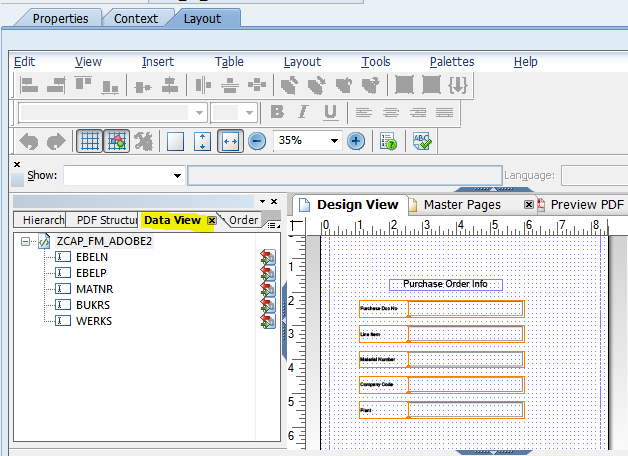 Properties Context Layout
Edit View Insert Table Layout Tools Palettes Help
B I U
35%
Show: Language:
Hierarch PDF Structur Data View Order
Design View Master Pages Preview PDF
0 1 2 3 4 5 6 7 8
ZCAP_FM_ADOBE2
EBELN
EBELP
MATNR
BUKRS
WERKS
1
2
3
4
5
6
Purchase Order Info
Purchase Doc No
Line Item
Material Number
Company Code
Plant